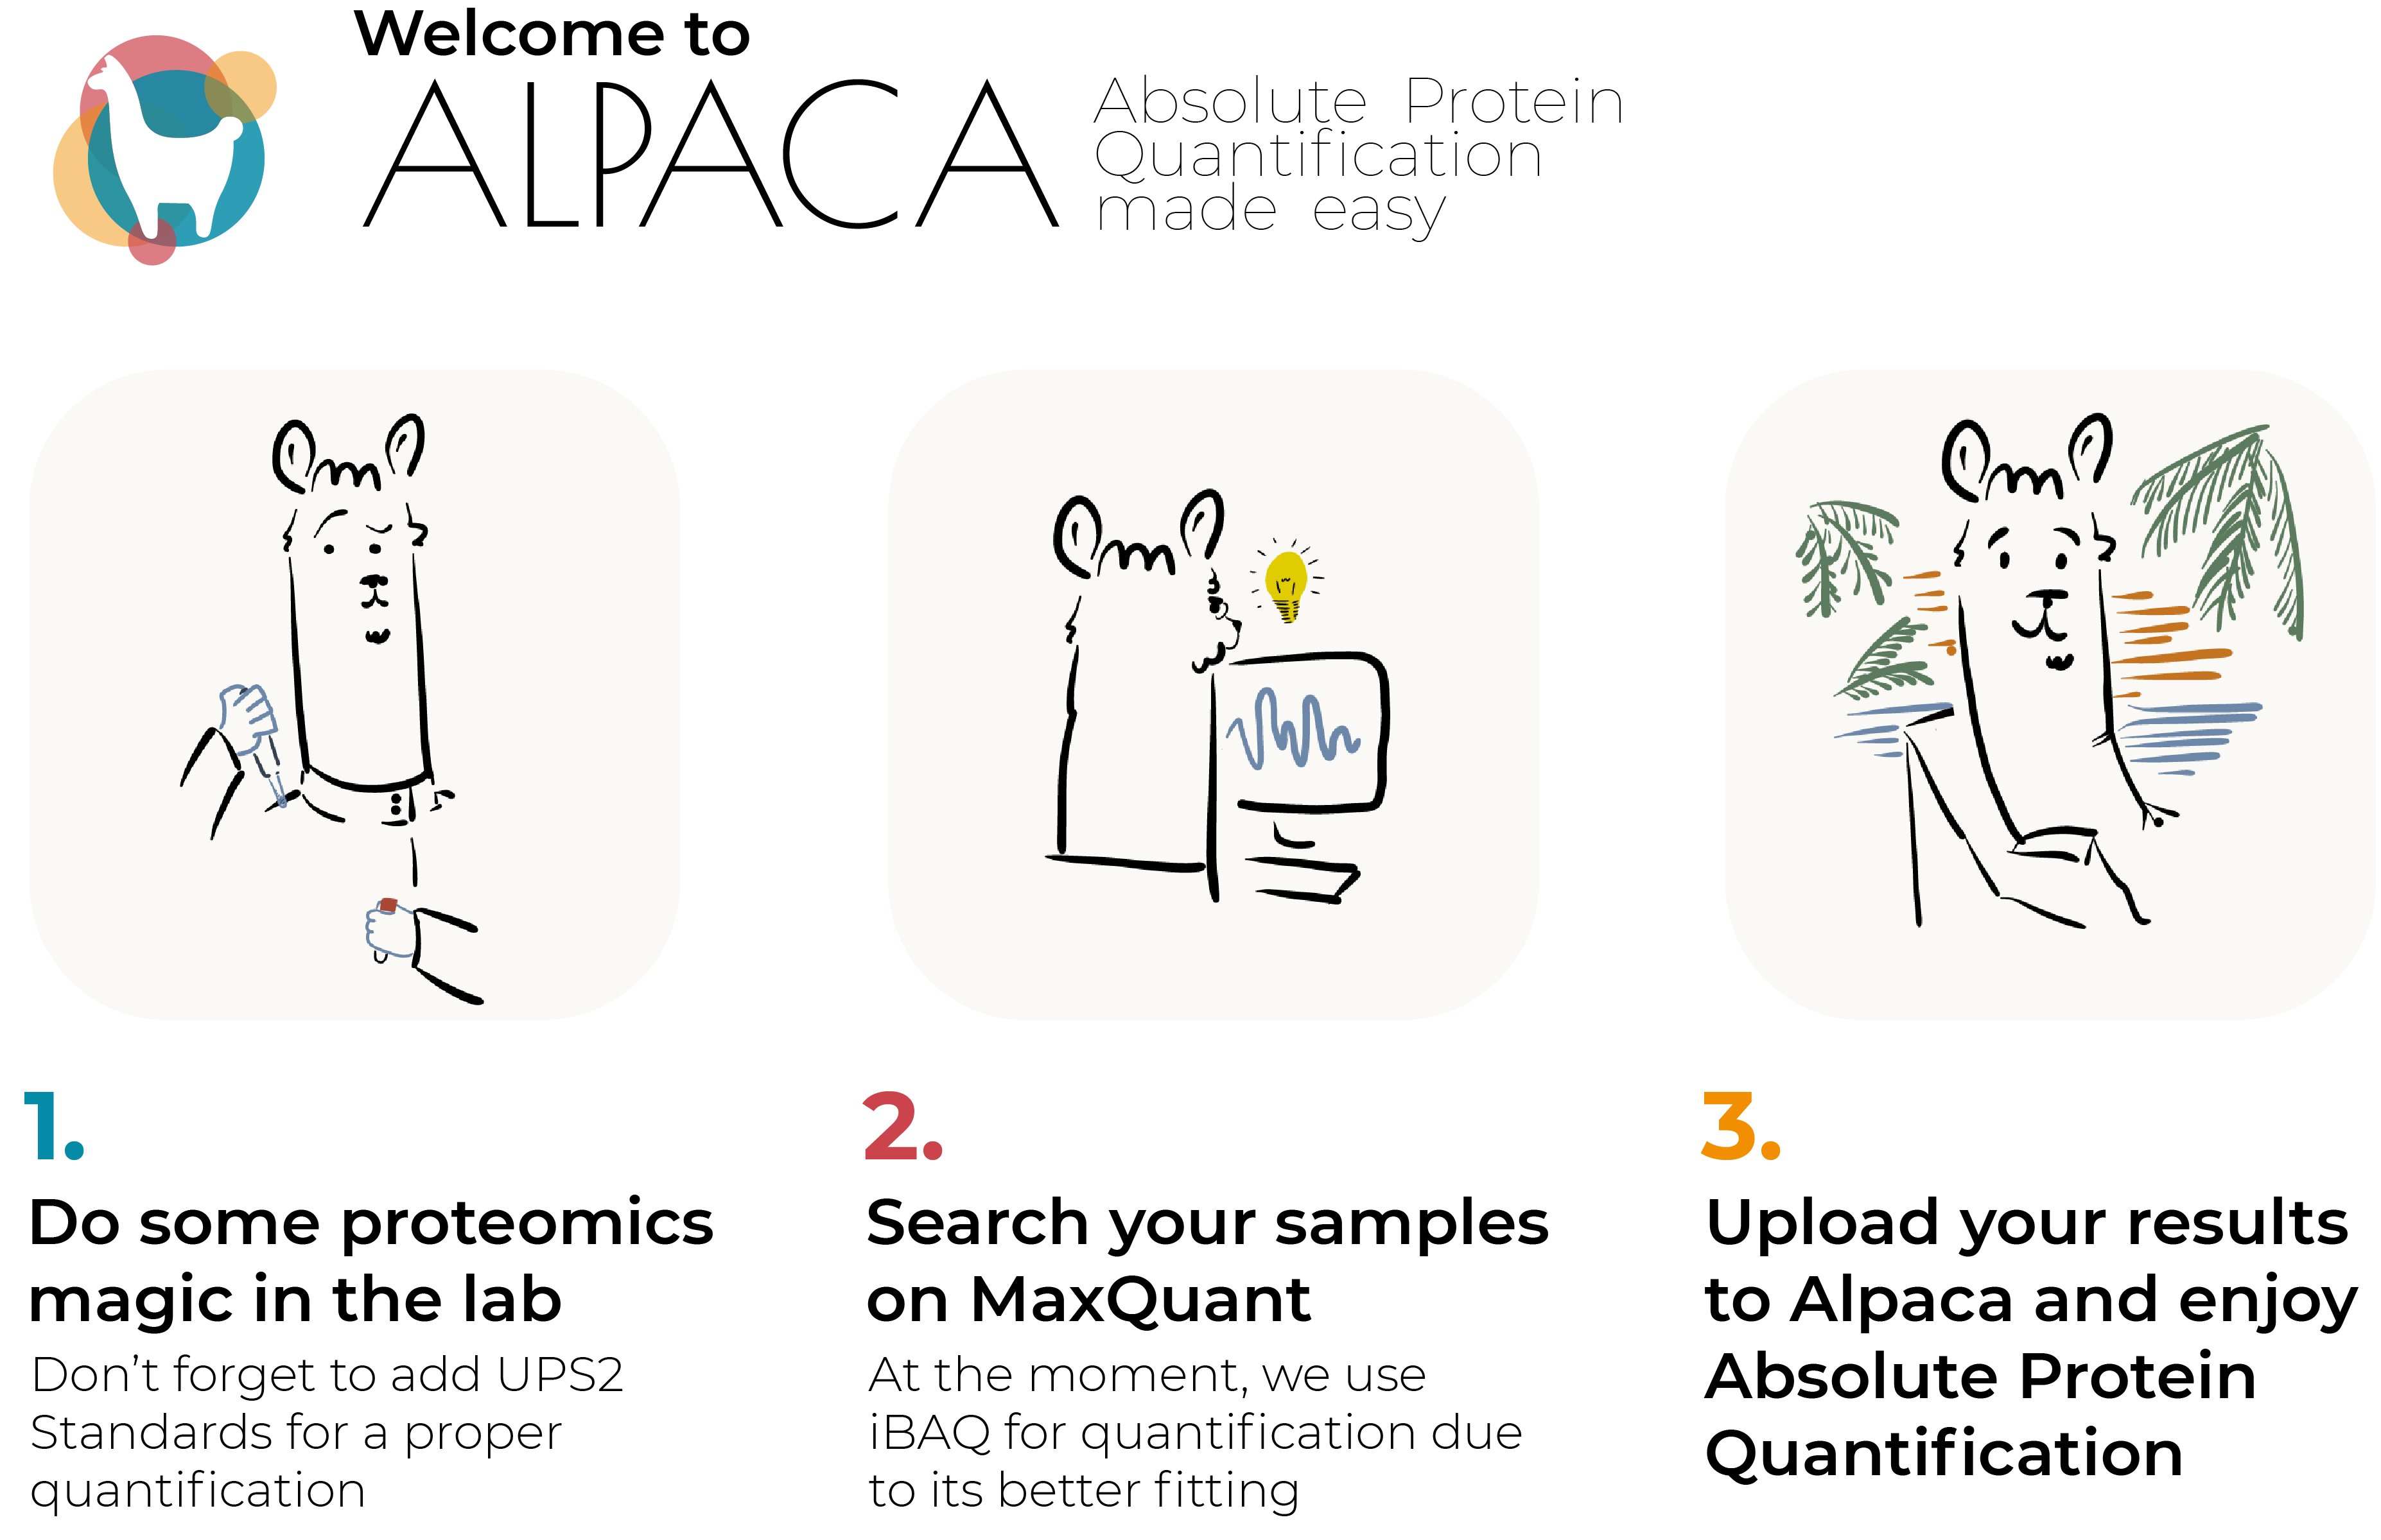 Welcome to
ALPACA
Absolute Protein
Quantification
made easy
1.
Do some proteomics
magic in the lab
Don’t forget to add UPS2
Standards for a proper
quantification
2.
Search your samples
on MaxQuant
At the moment, we use
iBAQ for quantification due
to its better fitting
3.
Upload your results
to Alpaca and enjoy
Absolute Protein
Quantification